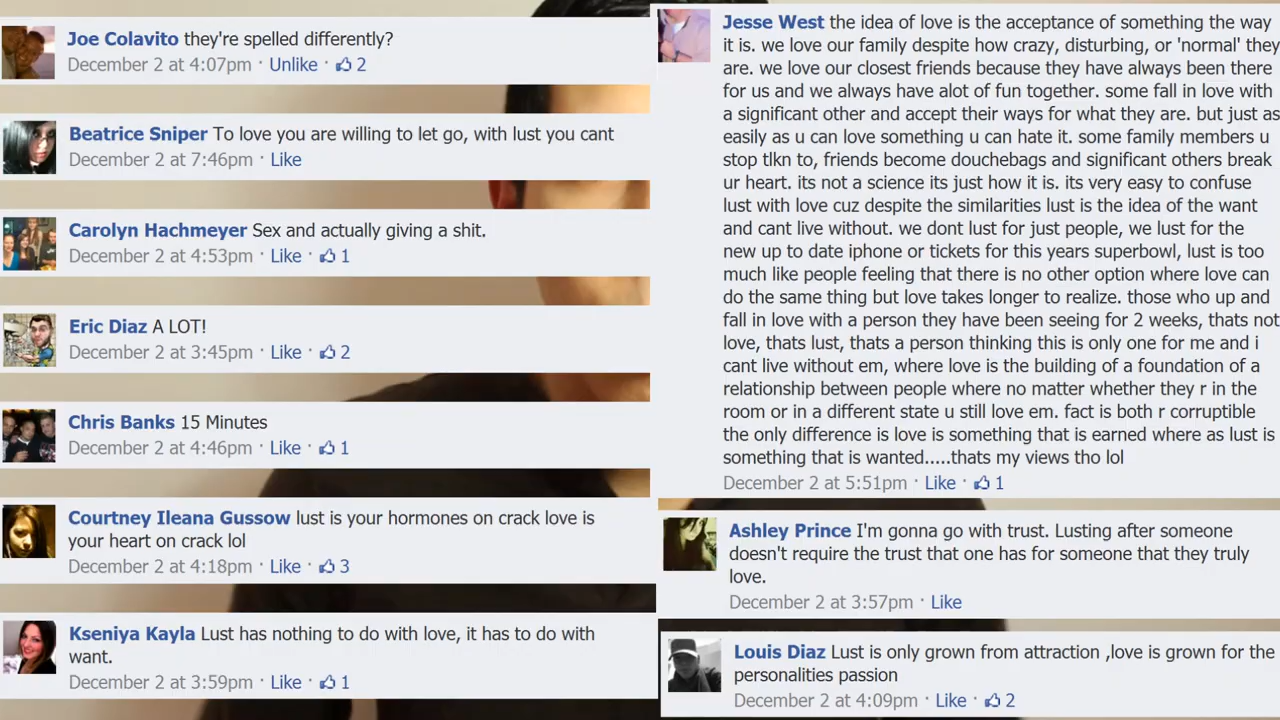 Joe Colavito they're spelled differently?
December 2 at 4:07pm · Unlike · 2
Beatrice Sniper To love you are willing to let go, with lust you cant
December 2 at 7:46pm · Like
Carolyn Hachmeyer Sex and actually giving a shit.
December 2 at 4:53pm · Like · 1
Eric Diaz A LOT!
December 2 at 3:45pm · Like · 2
Chris Banks 15 Minutes
December 2 at 4:46pm · Like · 1
Courtney Ileana Gussow lust is your hormones on crack love is
your heart on crack lol
December 2 at 4:18pm · Like · 3
Kseniya Kayla Lust has nothing to do with love, it has to do with
want.
December 2 at 3:59pm · Like · 1
Jesse West the idea of love is the acceptance of something the way
it is. we love our family despite how crazy, disturbing, or 'normal' they
are. we love our closest friends because they have always been there
for us and we always have alot of fun together. some fall in love with
a significant other and accept their ways for what they are. but just as
easily as u can love something u can hate it. some family members u
stop tlkn to, friends become douchebags and significant others break
ur heart. its not a science its just how it is. its very easy to confuse
lust with love cuz despite the similarities lust is the idea of the want
and cant live without. we dont lust for just people, we lust for the
new up to date iphone or tickets for this years superbowl, lust is too
much like people feeling that there is no other option where love can
do the same thing but love takes longer to realize. those who up and
fall in love with a person they have been seeing for 2 weeks, thats not
love, thats lust, thats a person thinking this is only one for me and i
cant live without em, where love is the building of a foundation of a
relationship between people where no matter whether they r in the
room or in a different state u still love em. fact is both r corruptible
the only difference is love is something that is earned where as lust is
something that is wanted.....thats my views tho lol
December 2 at 5:51pm · Like · 1
Ashley Prince I'm gonna go with trust. Lusting after someone
doesn't require the trust that one has for someone that they truly
love.
December 2 at 3:57pm · Like
Louis Diaz Lust is only grown from attraction ,love is grown for the
personalities passion
December 2 at 4:09pm · Like · 2